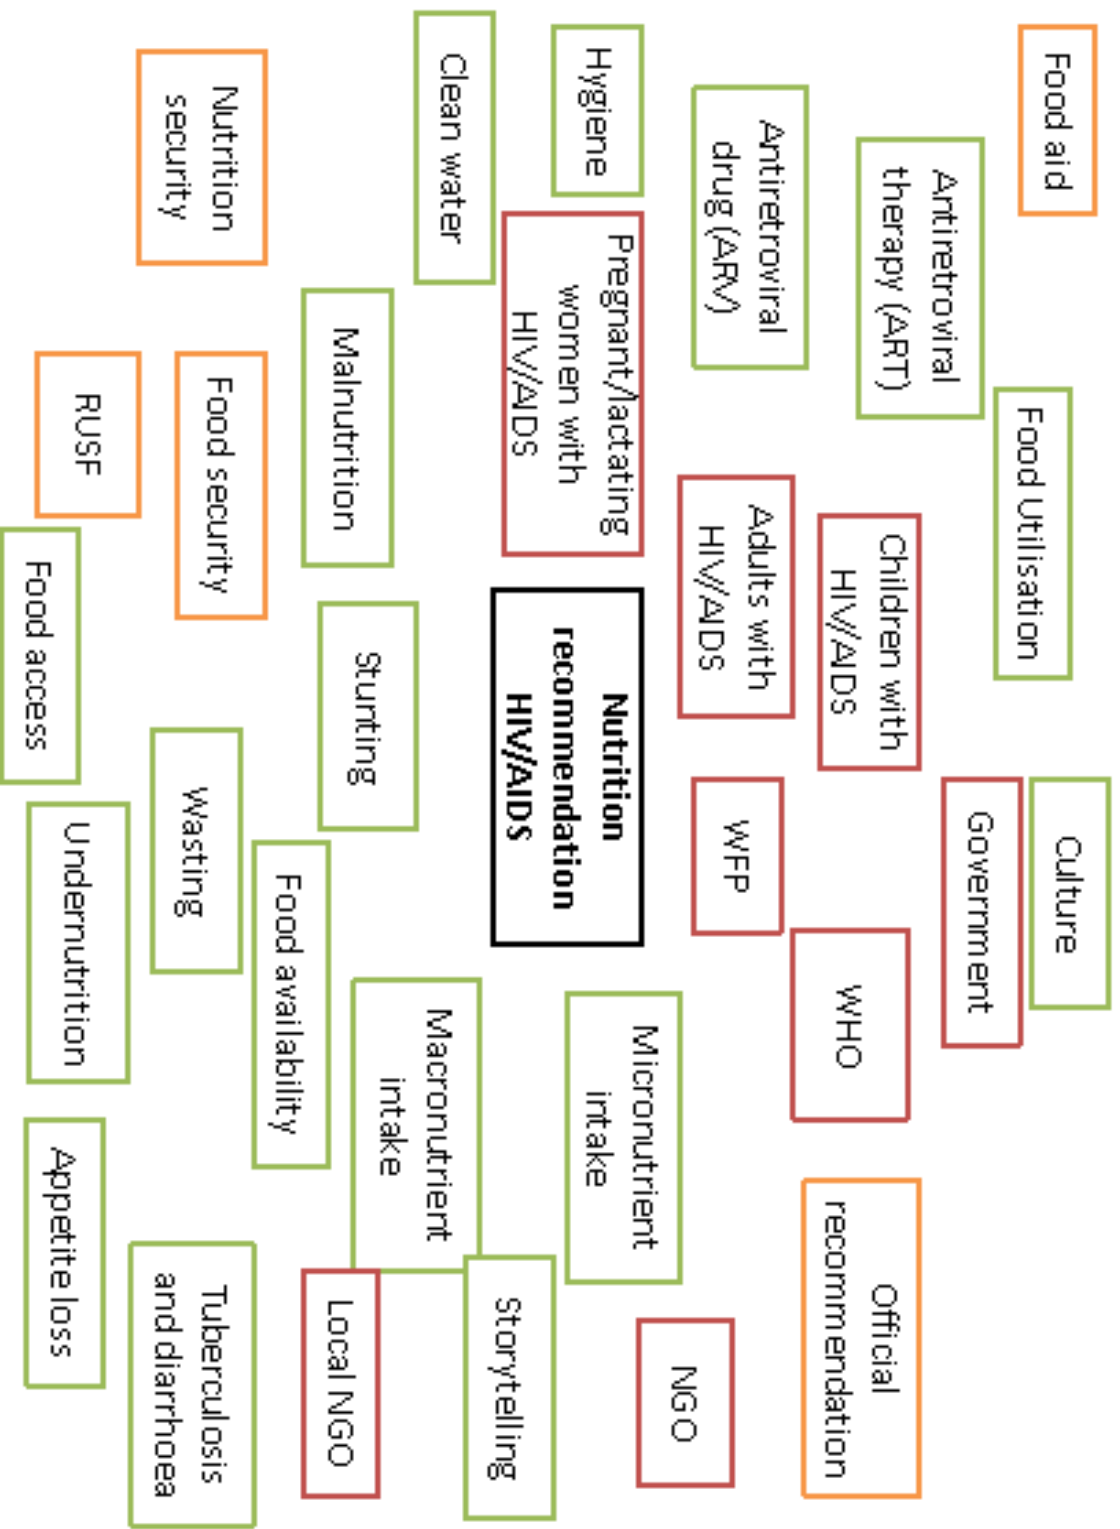 Food aid
Culture
Food Utilisation
Government
Antiretroviral
therapy (ART)
Children with
HIV/AIDS
WHO
Official
recommendation
Antiretroviral
drug (ARV)
Adults with
HIV/AIDS
WFP
NGO
Hygiene
Pregnant/lactating
women with
HIV/AIDS
Nutrition
recommendation
HIV/AIDS
Micronutrient
intake
Clean water
Storytelling
Macronutrient
intake
Malnutrition
Stunting
Local NGO
Nutrition
security
Food security
Food availability
Wasting
Tuberculosis
and diarrhoea
RUSF
Undernutrition
Appetite loss
Food access